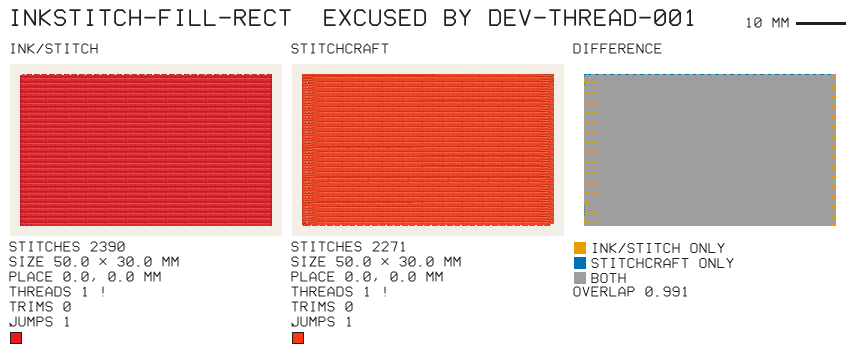 INKSTITCH-FILL-RECT EXCUSED BY DEV-THREAD-001
10 MM
INK/STITCH
STITCHES 2390
SIZE 50.0 × 30.0 MM
PLACE 0.0, 0.0 MM
THREADS 1 !
TRIMS 0
JUMPS 1
STITCHCRAFT
STITCHES 2271
SIZE 50.0 × 30.0 MM
PLACE 0.0, 0.0 MM
THREADS 1 !
TRIMS 0
JUMPS 1
DIFFERENCE
INK/STITCH ONLY
STITCHCRAFT ONLY
BOTH
OVERLAP 0.991